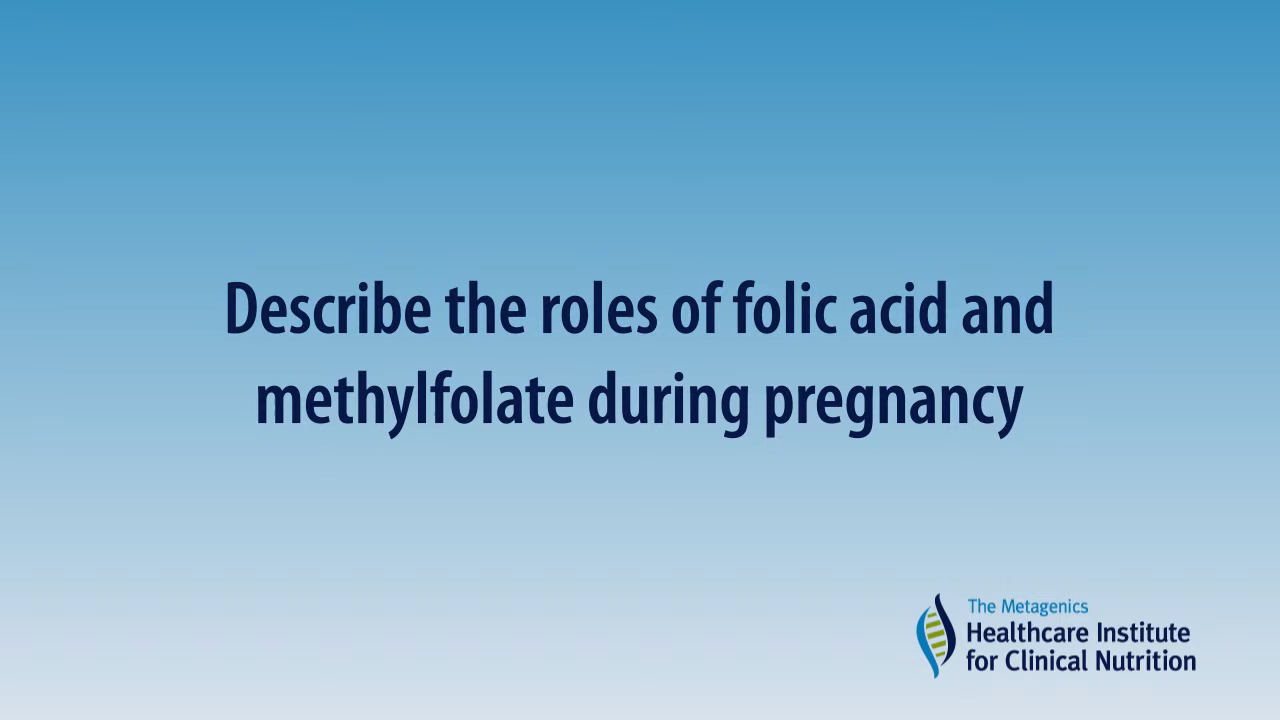 Describe the roles of folic acid and
methylfolate during pregnancy
The Metagenics
Healthcare Institute
for Clinical Nutrition